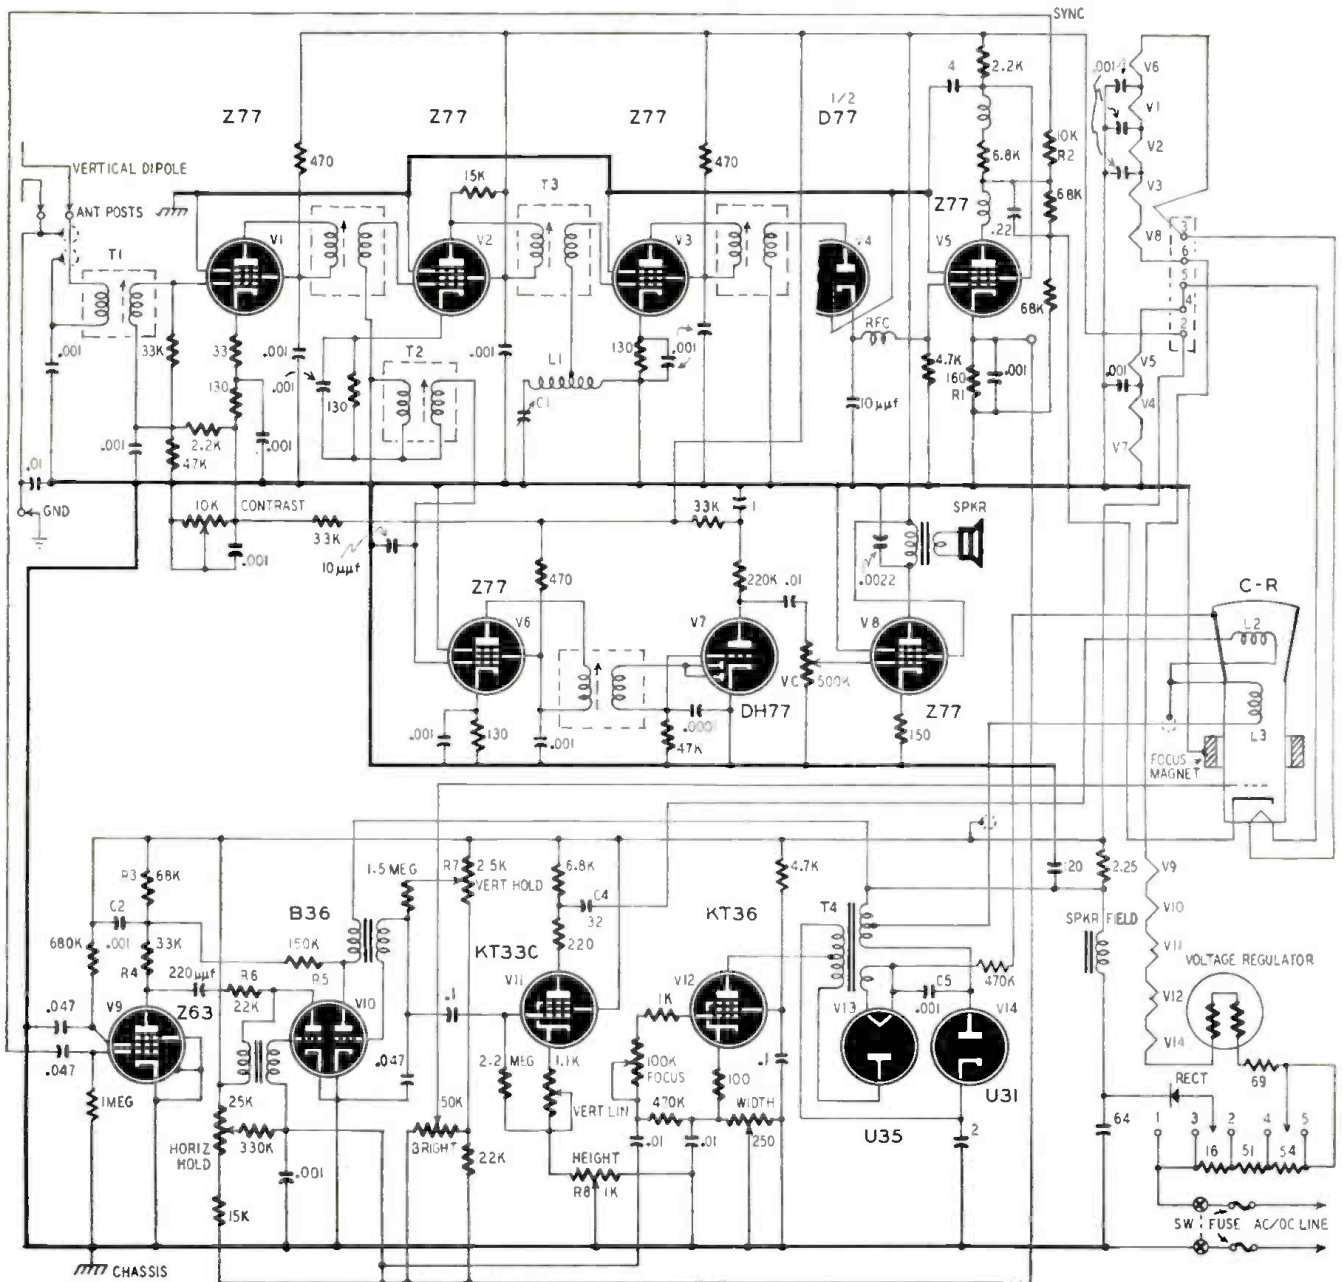 SYNC
4
2.2K
.001
V6
1/2
Z77
Z77
Z77
D77
V1
10K
R2
V2
470
470
6.8K
VERTICAL DIPOLE
15K
T3
V3
68K
Z77
ANT POSTS
.22
V8
3
6
5
4
2
T1
V1
V2
V3
V4
V5
68K
RFC
33K
33
.001
T2
.001
130
.001
L1
4.7K
160
R1
.001
.001
V5
130
.001
130
C1
10μμf
V4
.001
2.2K
.001
47K
V7
.01
GND
10K
CONTRAST
33K
33K
1
SPKR
.001
10μμf
470
220K
.01
.0022
Z77
V6
V7
V8
C-R
L2
VC
500K
DH77
Z77
.0001
.001
130
.001
47K
150
L3
FOCUS
MAGNET
1.5 MEG
R7
2.5K
VERT HOLD
6.8K
4.7K
120
2.25
V9
R3
68K
C2
.001
B36
C4
32
KT36
T4
V10
680K
33K
R4
150K
KT33C
220
SPKR FIELD
V11
VOLTAGE REGULATOR
220μμf
R6
22K
R5
V10
V11
V12
1K
C5
.001
470K
V12
.047
V9
Z63
.1
V13
V14
V14
.047
2.2 MEG
1.1K
100K
FOCUS
100
.1
69
RECT
1 MEG
25K
.047
50K
VERT LIN
470K
WIDTH
250
U31
U35
HORIZ
HOLD
330K
BRIGHT
.01
.01
2
64
1
3
2
4
5
16
51
54
.001
22K
HEIGHT
R8
1K
15K
SW
FUSE
AC/DC LINE
CHASSIS